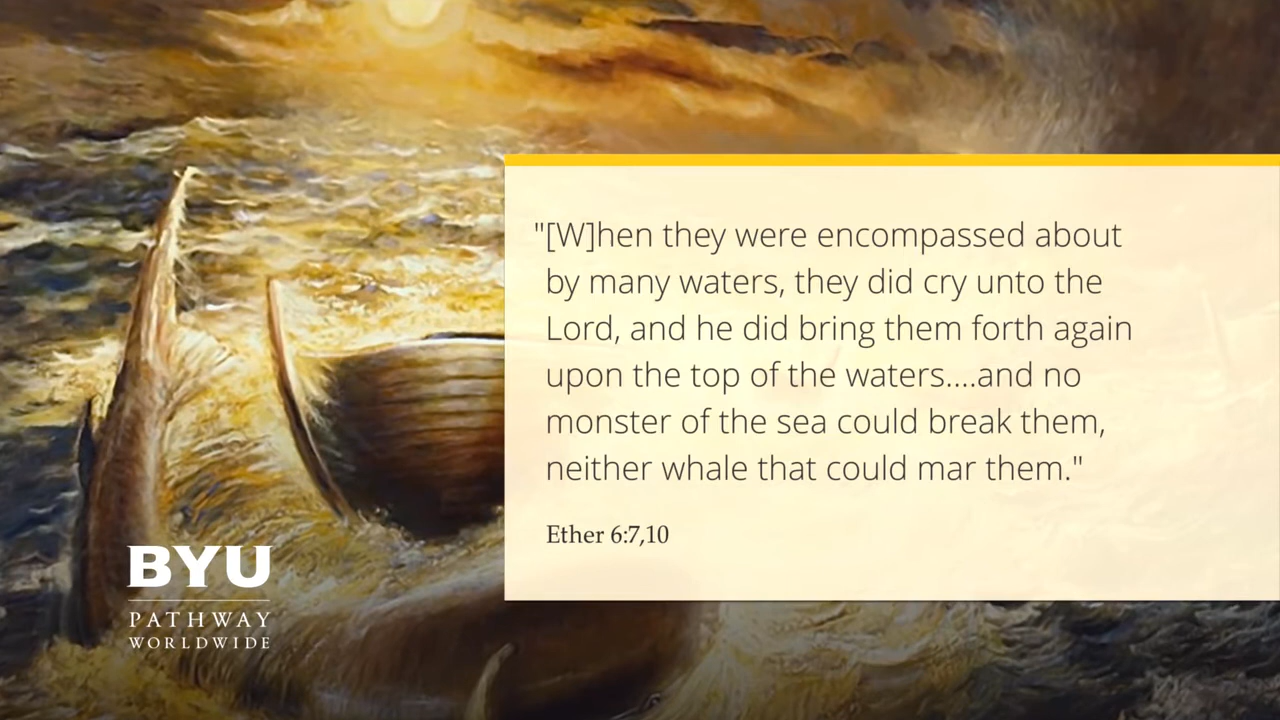 "[W]hen they were encompassed about
by many waters, they did cry unto the
Lord, and he did bring them forth again
upon the top of the waters....and no
monster of the sea could break them,
neither whale that could mar them."
Ether 6:7,10
BYU
PATHWAY
WORLDWIDE